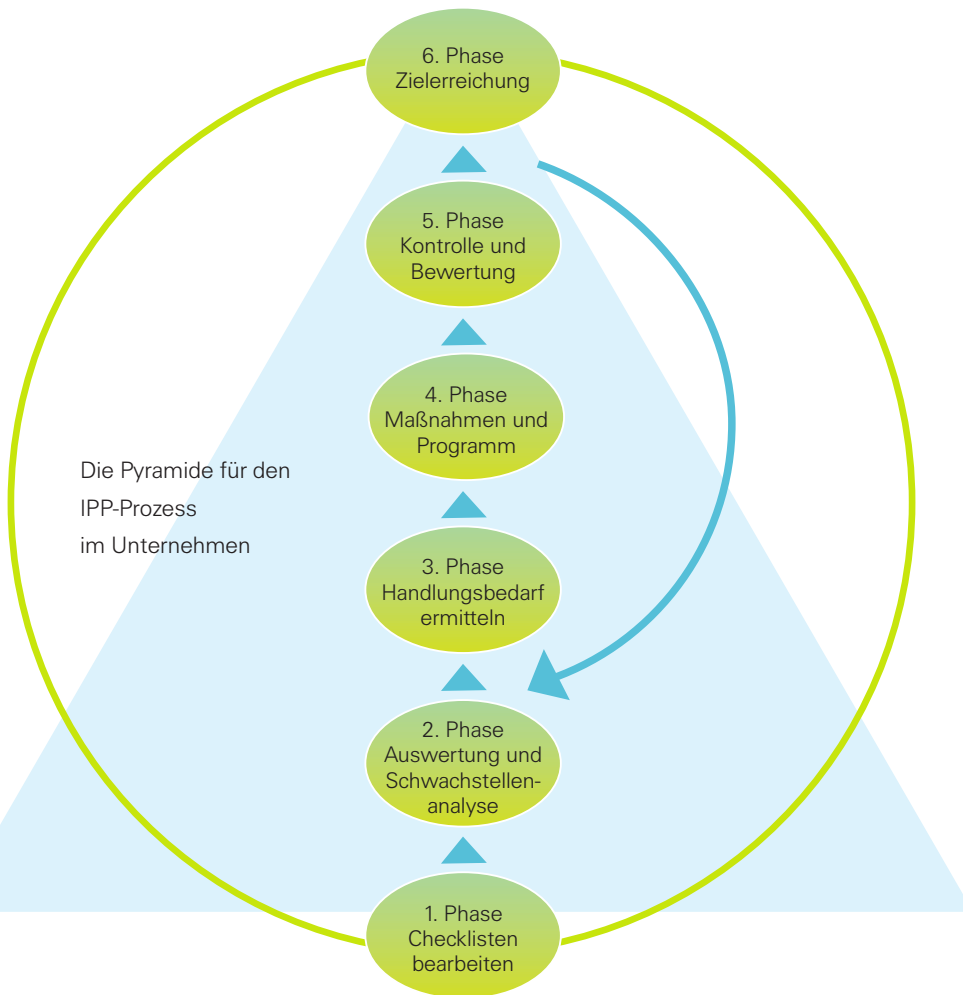 6. Phase
Zielerreichung
5. Phase
Kontrolle und
Bewertung
4. Phase
Maßnahmen und
Programm
Die Pyramide für den
IPP-Prozess
im Unternehmen
3. Phase
Handlungsbedarf
ermitteln
2. Phase
Auswertung und
Schwachstellen-
analyse
1. Phase
Checklisten
bearbeiten